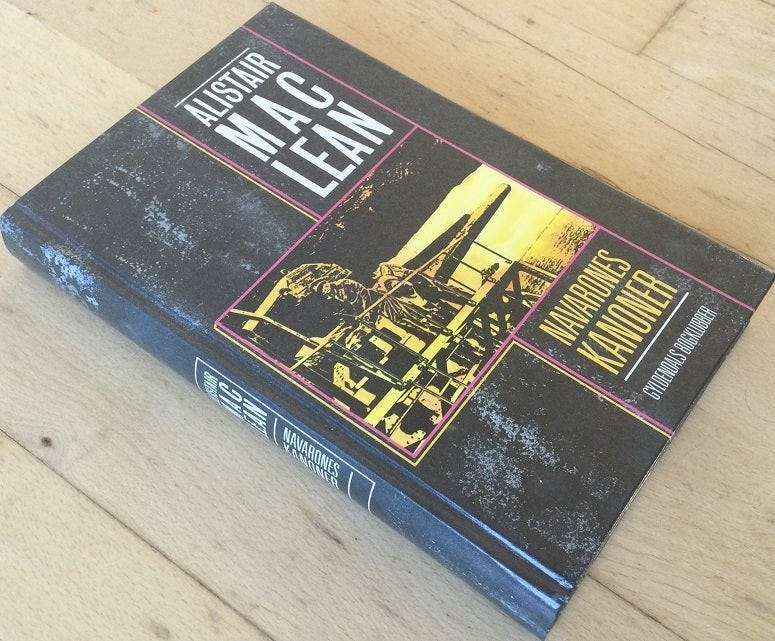 ALISTAIR
MAC
LEAN
NAVARONES
KANONER
GYLDENDALS BOGKLUBBER
ALISTAIR
MAC
LEAN
NAVARONES
KANONER